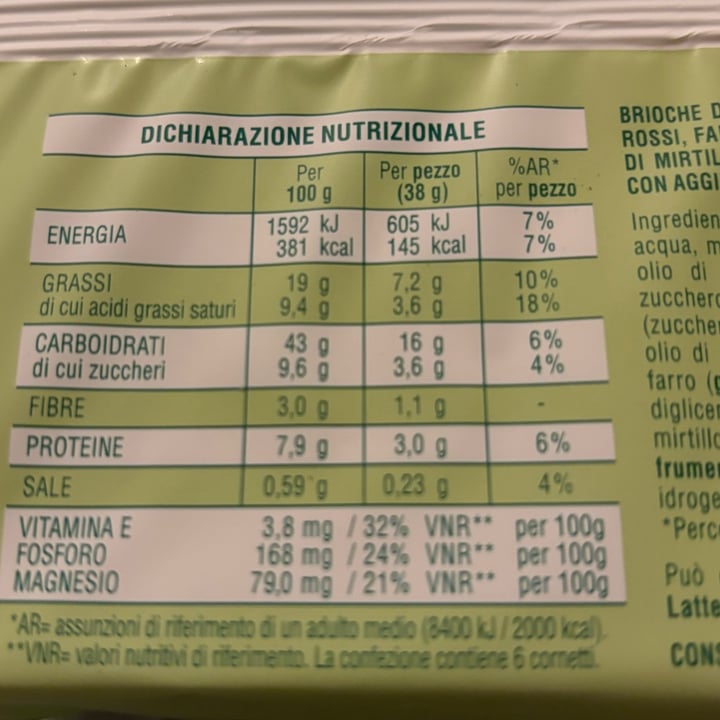 DICHIARAZIONE NUTRIZIONALE
Per 100 g
Per pezzo (38 g)
%AR* per pezzo
ENERGIA 1592 kJ 605 kJ 7%
381 kcal 145 kcal 7%
GRASSI 19 g 7,2 g 10%
di cui acidi grassi saturi 9,4 g 3,6 g 18%
CARBOIDRATI 43 g 16 g 6%
di cui zuccheri 9,6 g 3,6 g 4%
FIBRE 3,0 g 1,1 g -
PROTEINE 7,9 g 3,0 g 6%
SALE 0,59 g 0,23 g 4%
VITAMINA E 3,8 mg / 32% VNR** per 100g
FOSFORO 168 mg / 24% VNR** per 100g
MAGNESIO 79,0 mg / 21% VNR** per 100g
*AR= assunzioni di riferimento di un adulto medio (8400 kJ / 2000 kcal).
**VNR= valori nutritivi di riferimento. La confezione contiene 6 cornetti.
BRIOCHE
ROSSI, FA
DI MIRTIL
CON AGGI
Ingredien
acqua, m
olio di
zucchero
(zuccher
olio di
farro
diglicer
mirtillo
frumen
idroge
*Perce
Può
Latte
CONS